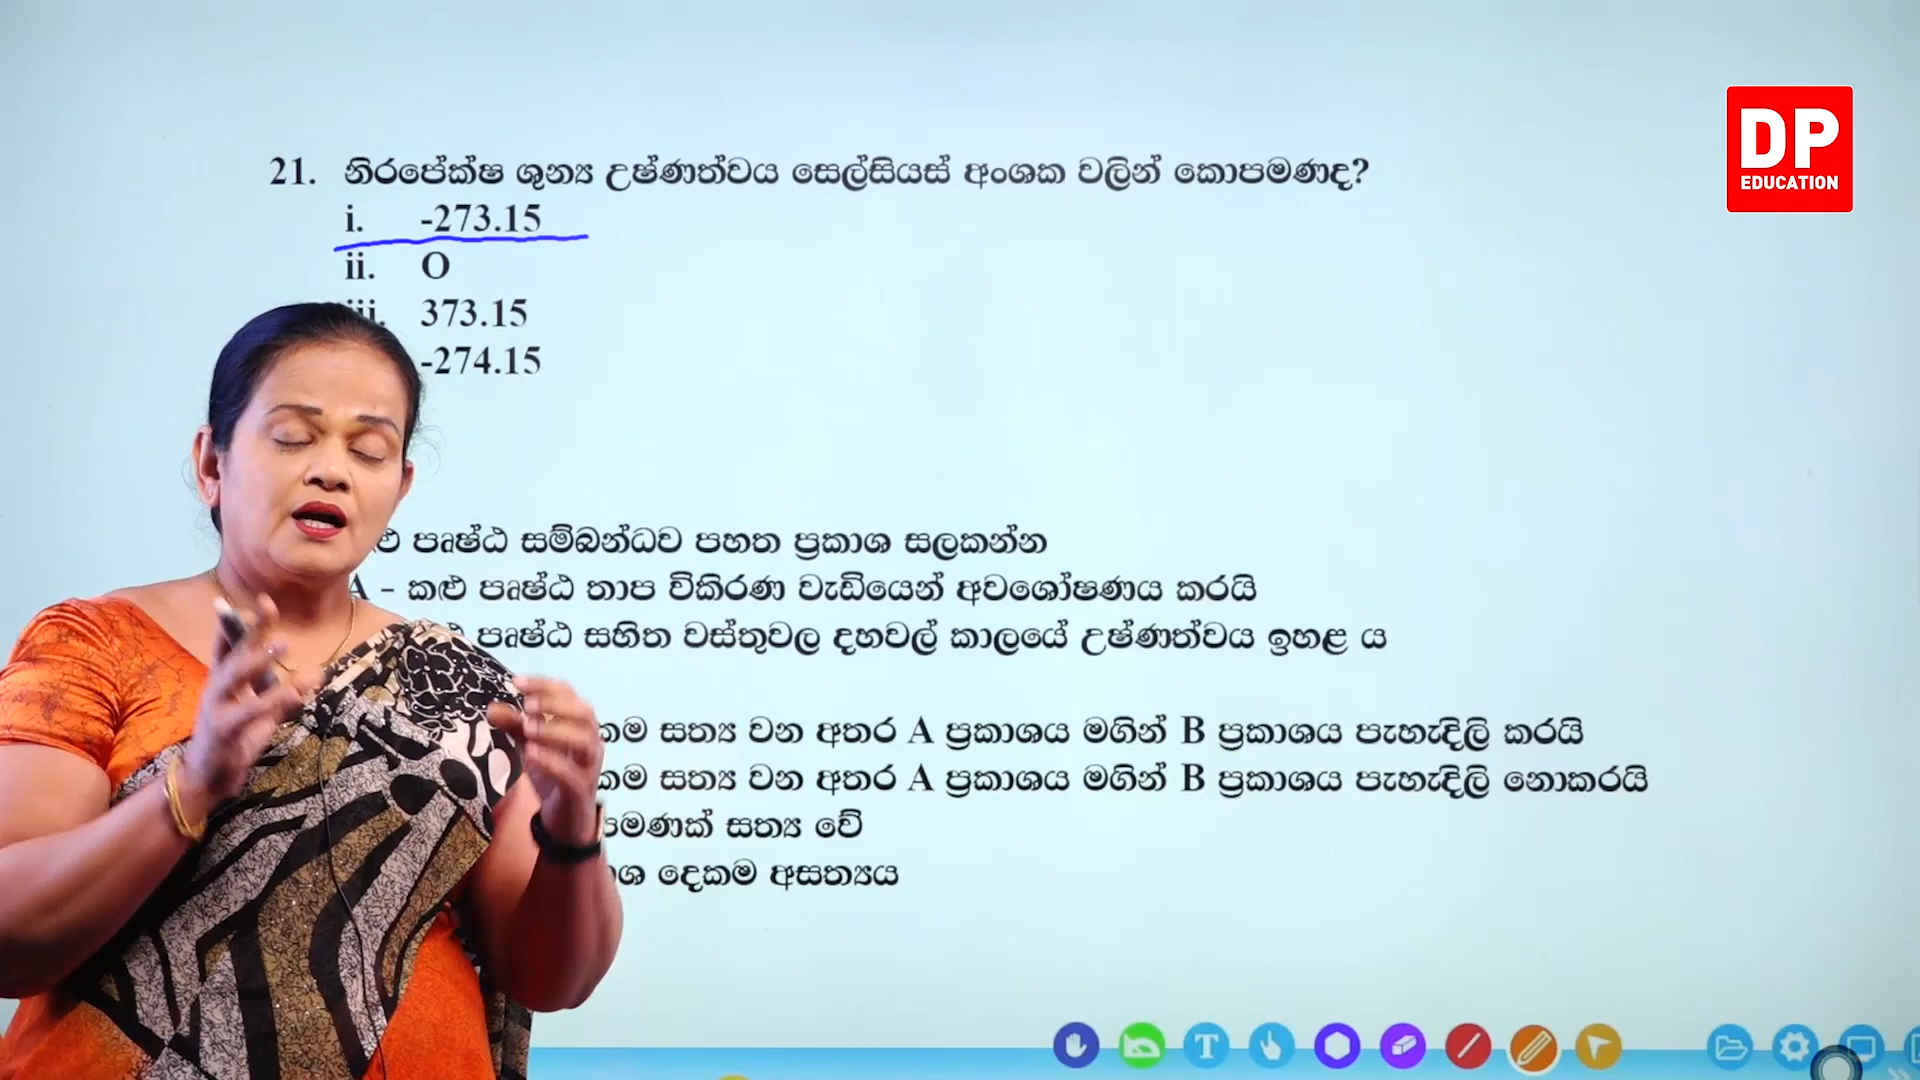 DP
EDUCATION
21. නිරපේක්ෂ ශුන්‍ය උෂ්ණත්වය සෙල්සියස් අංශක වලින් කොපමණද?
i. -273.15
ii. O
iii. 373.15
-274.15
පෘෂ්ඨ සම්බන්ධව පහත ප්‍රකාශ සලකන්න
A - කළු පෘෂ්ඨ තාප විකිරණ වැඩියෙන් අවශෝෂණය කරයි
පෘෂ්ඨ සහිත වස්තුවල දහවල් කාලයේ උෂ්ණත්වය ඉහළ ය
සත්‍ය වන අතර A ප්‍රකාශය මගින් B ප්‍රකාශය පැහැදිලි කරයි
සත්‍ය වන අතර A ප්‍රකාශය මගින් B ප්‍රකාශය පැහැදිලි නොකරයි
සත්‍ය වේ
දෙකම අසත්‍යය
T